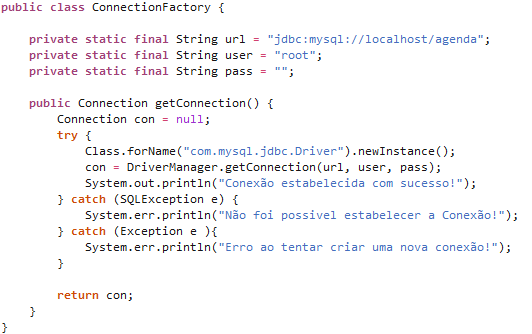 public class ConnectionFactory {
private static final String url = "jdbc:mysql://localhost/agenda";
private static final String user = "root";
private static final String pass = "";
public Connection getConnection() {
Connection con = null;
try {
Class.forName("com.mysql.jdbc.Driver").newInstance();
con = DriverManager.getConnection(url, user, pass);
System.out.println("Conexão estabelecida com sucesso!");
} catch (SQLException e) {
System.err.println("Não foi possivel estabelecer a Conexão!");
} catch (Exception e ){
System.err.println("Erro ao tentar criar uma nova conexão!");
}
return con;
}
}